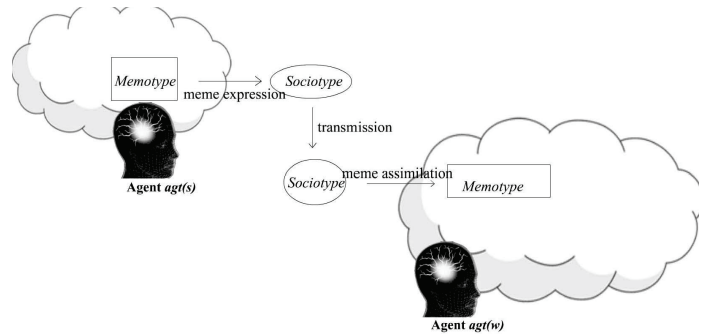 Memotype
Sociotype
meme expression
transmission
Agent agt(s)
Sociotype
meme assimilation
Memotype
Agent agt(w)